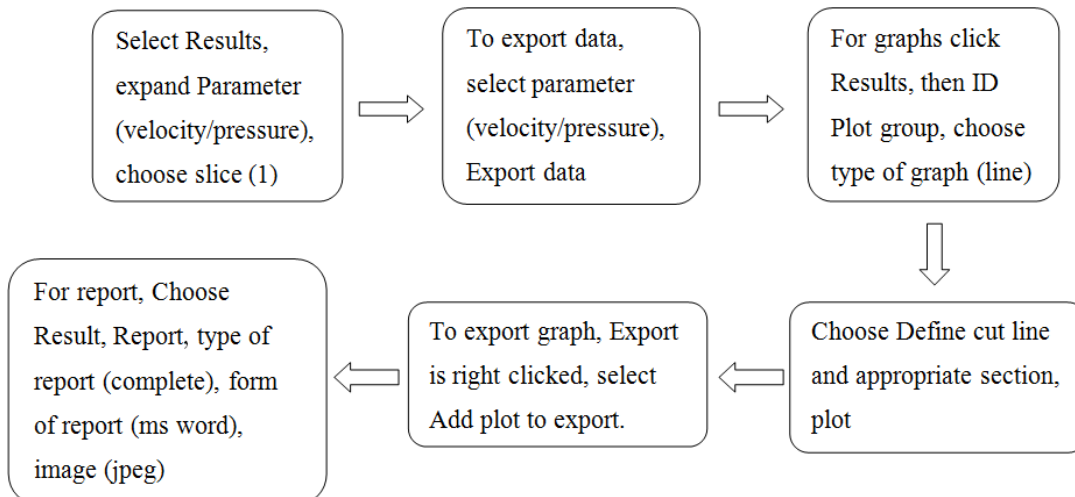 Select Results,
expand Parameter
(velocity/pressure),
choose slice (1)
To export data,
select parameter
(velocity/pressure),
Export data
For graphs click
Results, then ID
Plot group, choose
type of graph (line)
Choose Define cut line
and appropriate section,
plot
To export graph, Export
is right clicked, select
Add plot to export.
For report, Choose
Result, Report, type of
report (complete), form
of report (ms word),
image (jpeg)